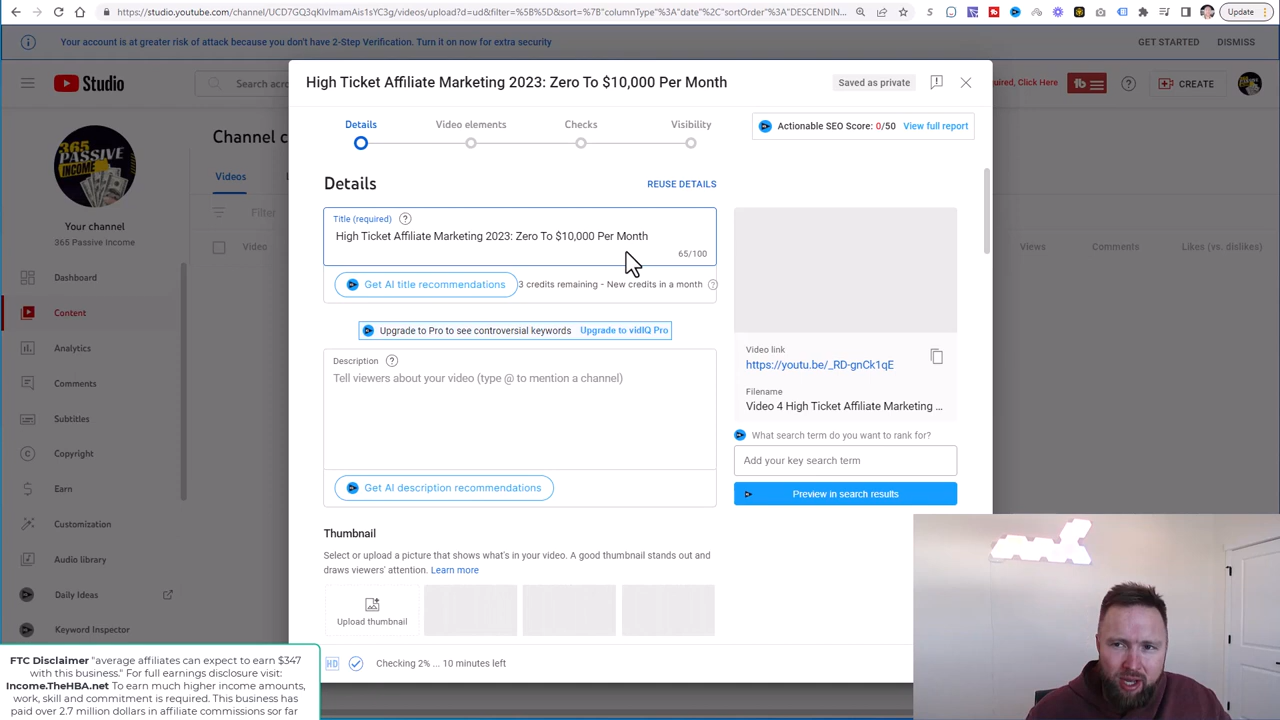 https://studio.youtube.com/channel/UCD7GQ3qKIvImamAis1sYC3g/videos/upload?d=ud&filter=%5B%5D&sort=%7B"columnType"%3A"date"%2C"sortOrder"%3A"DESCENDIN...
Update
Your account is at greater risk of attack because you don't have 2-Step Verification. Turn it on now for extra security
GET STARTED
DISMISS
Studio
Search acro
uired, Click Here
CREATE
High Ticket Affiliate Marketing 2023: Zero To $10,000 Per Month
Saved as private
Details
Video elements
Checks
Visibility
Actionable SEO Score: 0/50 View full report
365
PASSIVE
INCOME
Your channel
365 Passive Income
Dashboard
Content
Analytics
Comments
Subtitles
Copyright
Earn
Customization
Audio library
Daily Ideas
Keyword Inspector
Channel c
Videos
Filter
Video
Views
Comments
Likes (vs. dislikes)
Details
REUSE DETAILS
Title (required)
High Ticket Affiliate Marketing 2023: Zero To $10,000 Per Month
65/100
Get AI title recommendations
3 credits remaining - New credits in a month
Upgrade to Pro to see controversial keywords Upgrade to vidIQ Pro
Description
Tell viewers about your video (type @ to mention a channel)
Get AI description recommendations
Thumbnail
Select or upload a picture that shows what's in your video. A good thumbnail stands out and
draws viewers' attention. Learn more
Upload thumbnail
Video link
https://youtu.be/_RD-gnCk1qE
Filename
Video 4 High Ticket Affiliate Marketing ...
What search term do you want to rank for?
Add your key search term
Preview in search results
HD
Checking 2% ... 10 minutes left
FTC Disclaimer "average affiliates can expect to earn $347
with this business." For full earnings disclosure visit:
Income.TheHBA.net To earn much higher income amounts,
work, skill and commitment is required. This business has
paid over 2.7 million dollars in affiliate commissions sor far